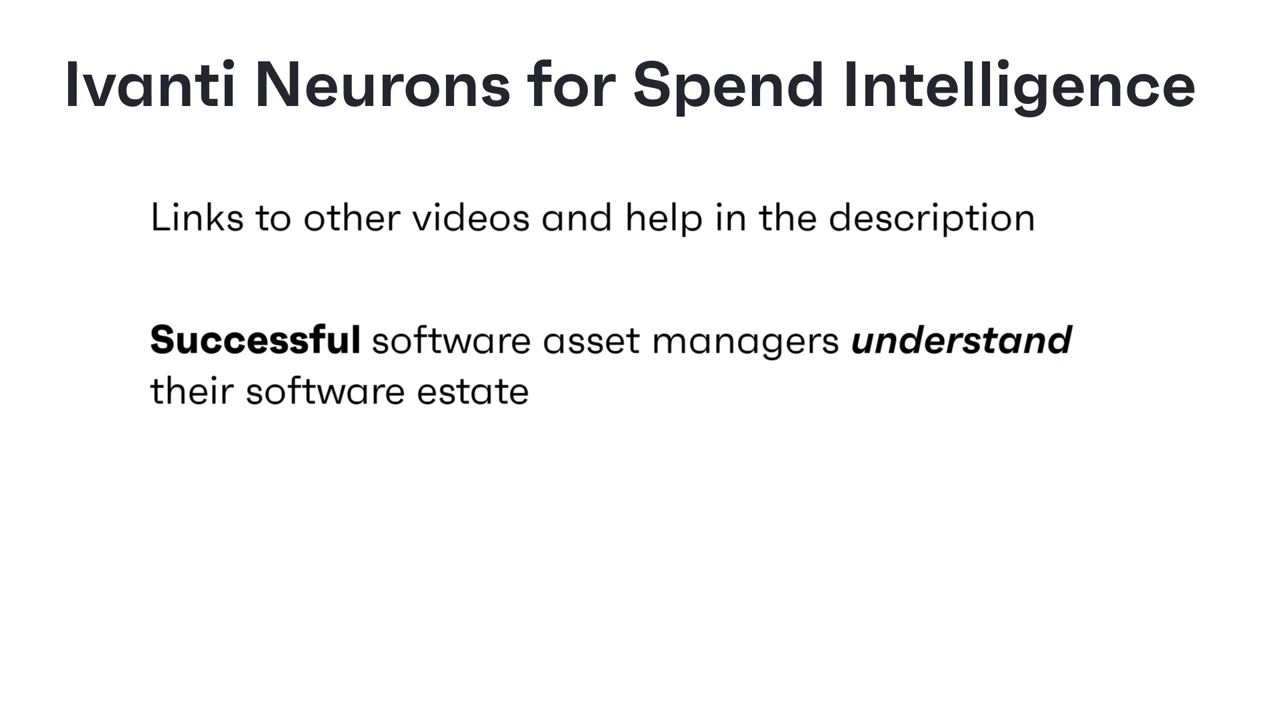 Ivanti Neurons for Spend Intelligence
Links to other videos and help in the description
Successful software asset managers understand
their software estate